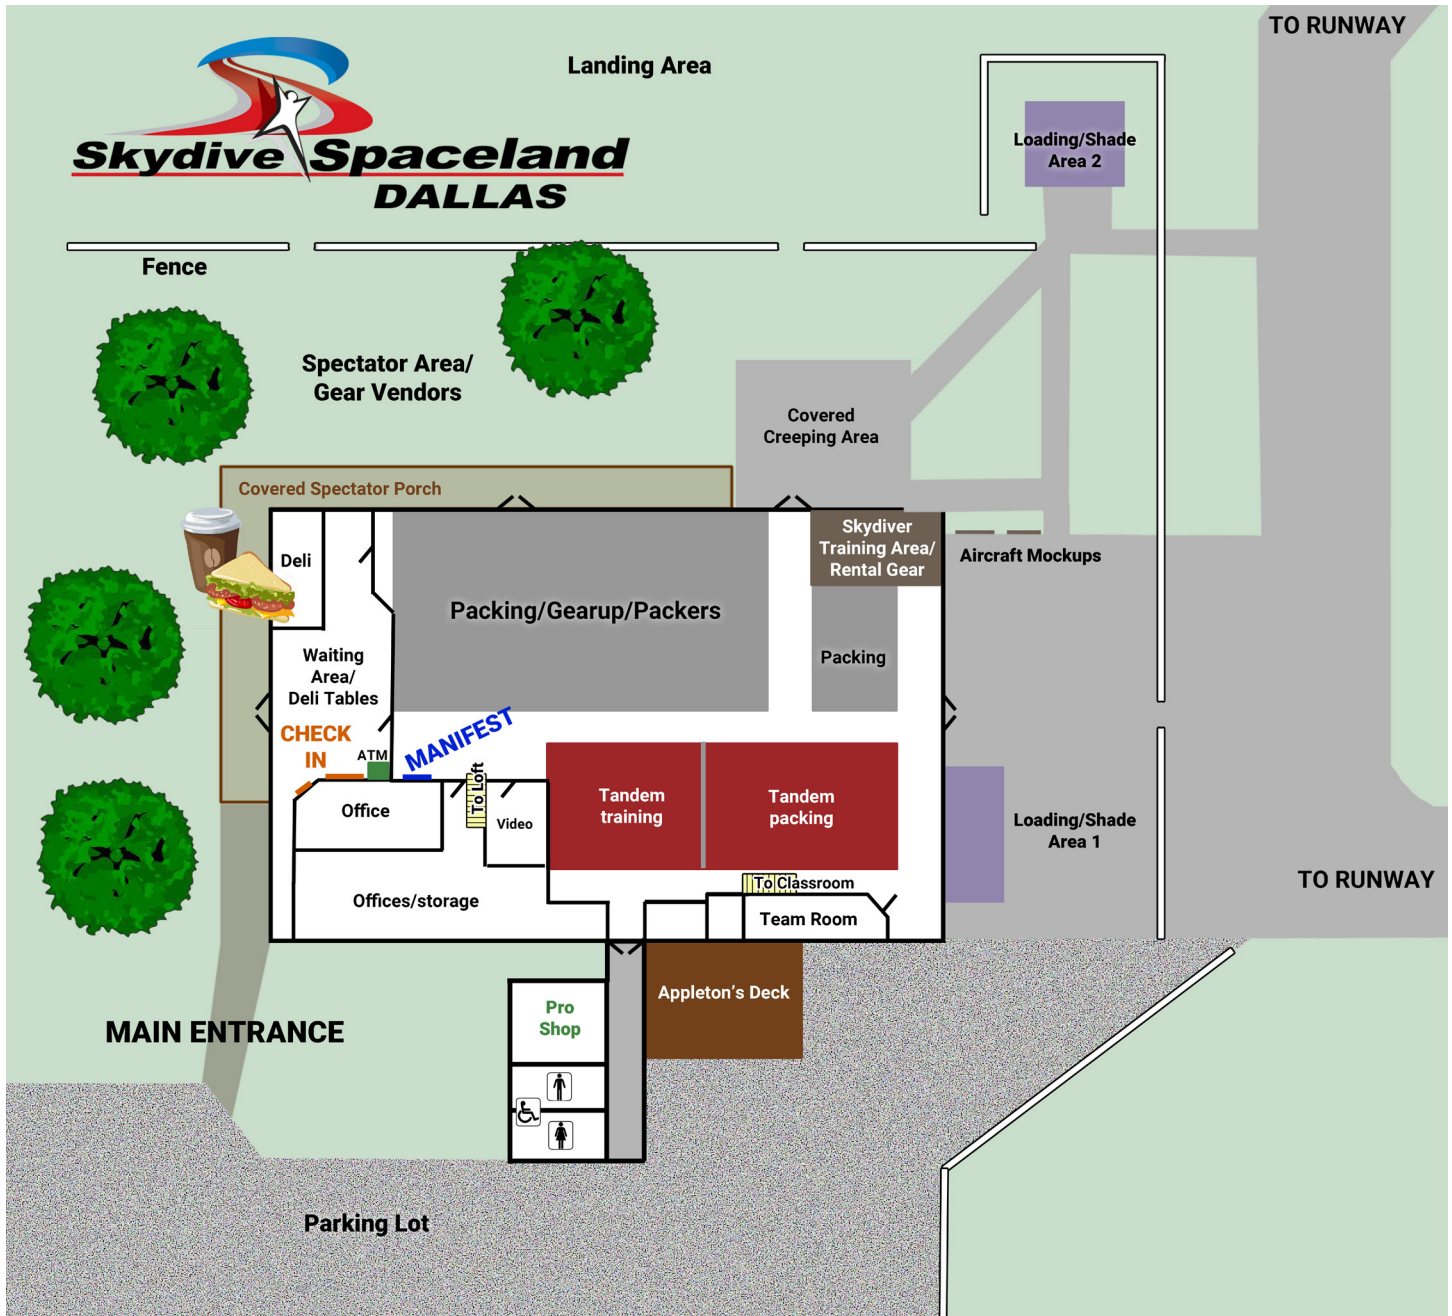 TO RUNWAY
Landing Area
Skydive Spaceland
DALLAS
Loading/Shade
Area 2
Fence
Spectator Area/
Gear Vendors
Covered
Creeping Area
Covered Spectator Porch
Deli
Skydiver
Training Area/
Rental Gear
Aircraft Mockups
Packing/Gearup/Packers
Packing
Waiting
Area/
Deli Tables
CHECK
IN
ATM
MANIFEST
To Loft
Office
Video
Tandem
training
Tandem
packing
Loading/Shade
Area 1
TO RUNWAY
To Classroom
Offices/storage
Team Room
Appleton’s Deck
Pro
Shop
MAIN ENTRANCE
Parking Lot